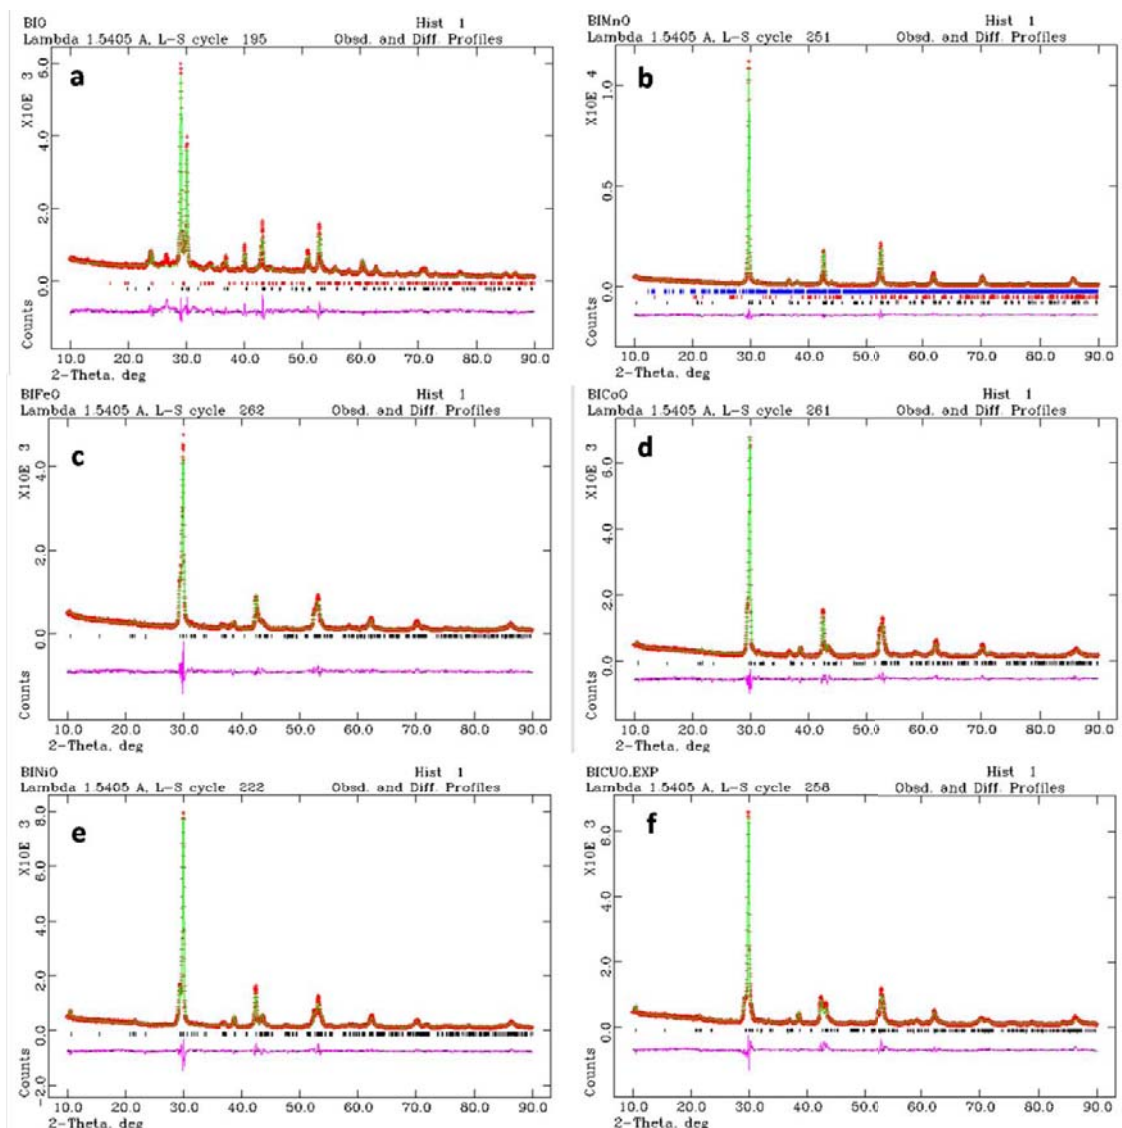 BIO Hist 1
Lambda 1.5405 A, L-S cycle 195 Obsd. and Diff. Profiles
a
X10E 3
Counts
6.0
4.0
2.0
0.0
10.0 20.0 30.0 40.0 50.0 60.0 70.0 80.0 90.0
2-Theta, deg
BIMnO Hist 1
Lambda 1.5405 A, L-S cycle 251 Obsd. and Diff. Profiles
b
X10E 4
Counts
1.0
0.5
0.0
10.0 20.0 30.0 40.0 50.0 60.0 70.0 80.0 90.0
2-Theta, deg
BIFeO Hist 1
Lambda 1.5405 A, L-S cycle 262 Obsd. and Diff. Profiles
c
X10E 3
Counts
4.0
2.0
0.0
10.0 20.0 30.0 40.0 50.0 60.0 70.0 80.0 90.0
2-Theta, deg
BICoO Hist 1
Lambda 1.5405 A, L-S cycle 261 Obsd. and Diff. Profiles
d
X10E 3
Counts
6.0
4.0
2.0
0.0
10.0 20.0 30.0 40.0 50.0 60.0 70.0 80.0 90.0
2-Theta, deg
BINiO Hist 1
Lambda 1.5405 A, L-S cycle 222 Obsd. and Diff. Profiles
e
X10E 3
Counts
8.0
6.0
4.0
2.0
0.0
-2.0
10.0 20.0 30.0 40.0 50.0 60.0 70.0 80.0 90.0
2-Theta, deg
BICUO.EXP Hist 1
Lambda 1.5405 A, L-S cycle 258 Obsd. and Diff. Profiles
f
X10E 3
Counts
6.0
4.0
2.0
0.0
10.0 20.0 30.0 40.0 50.0 60.0 70.0 80.0 90.0
2-Theta, deg